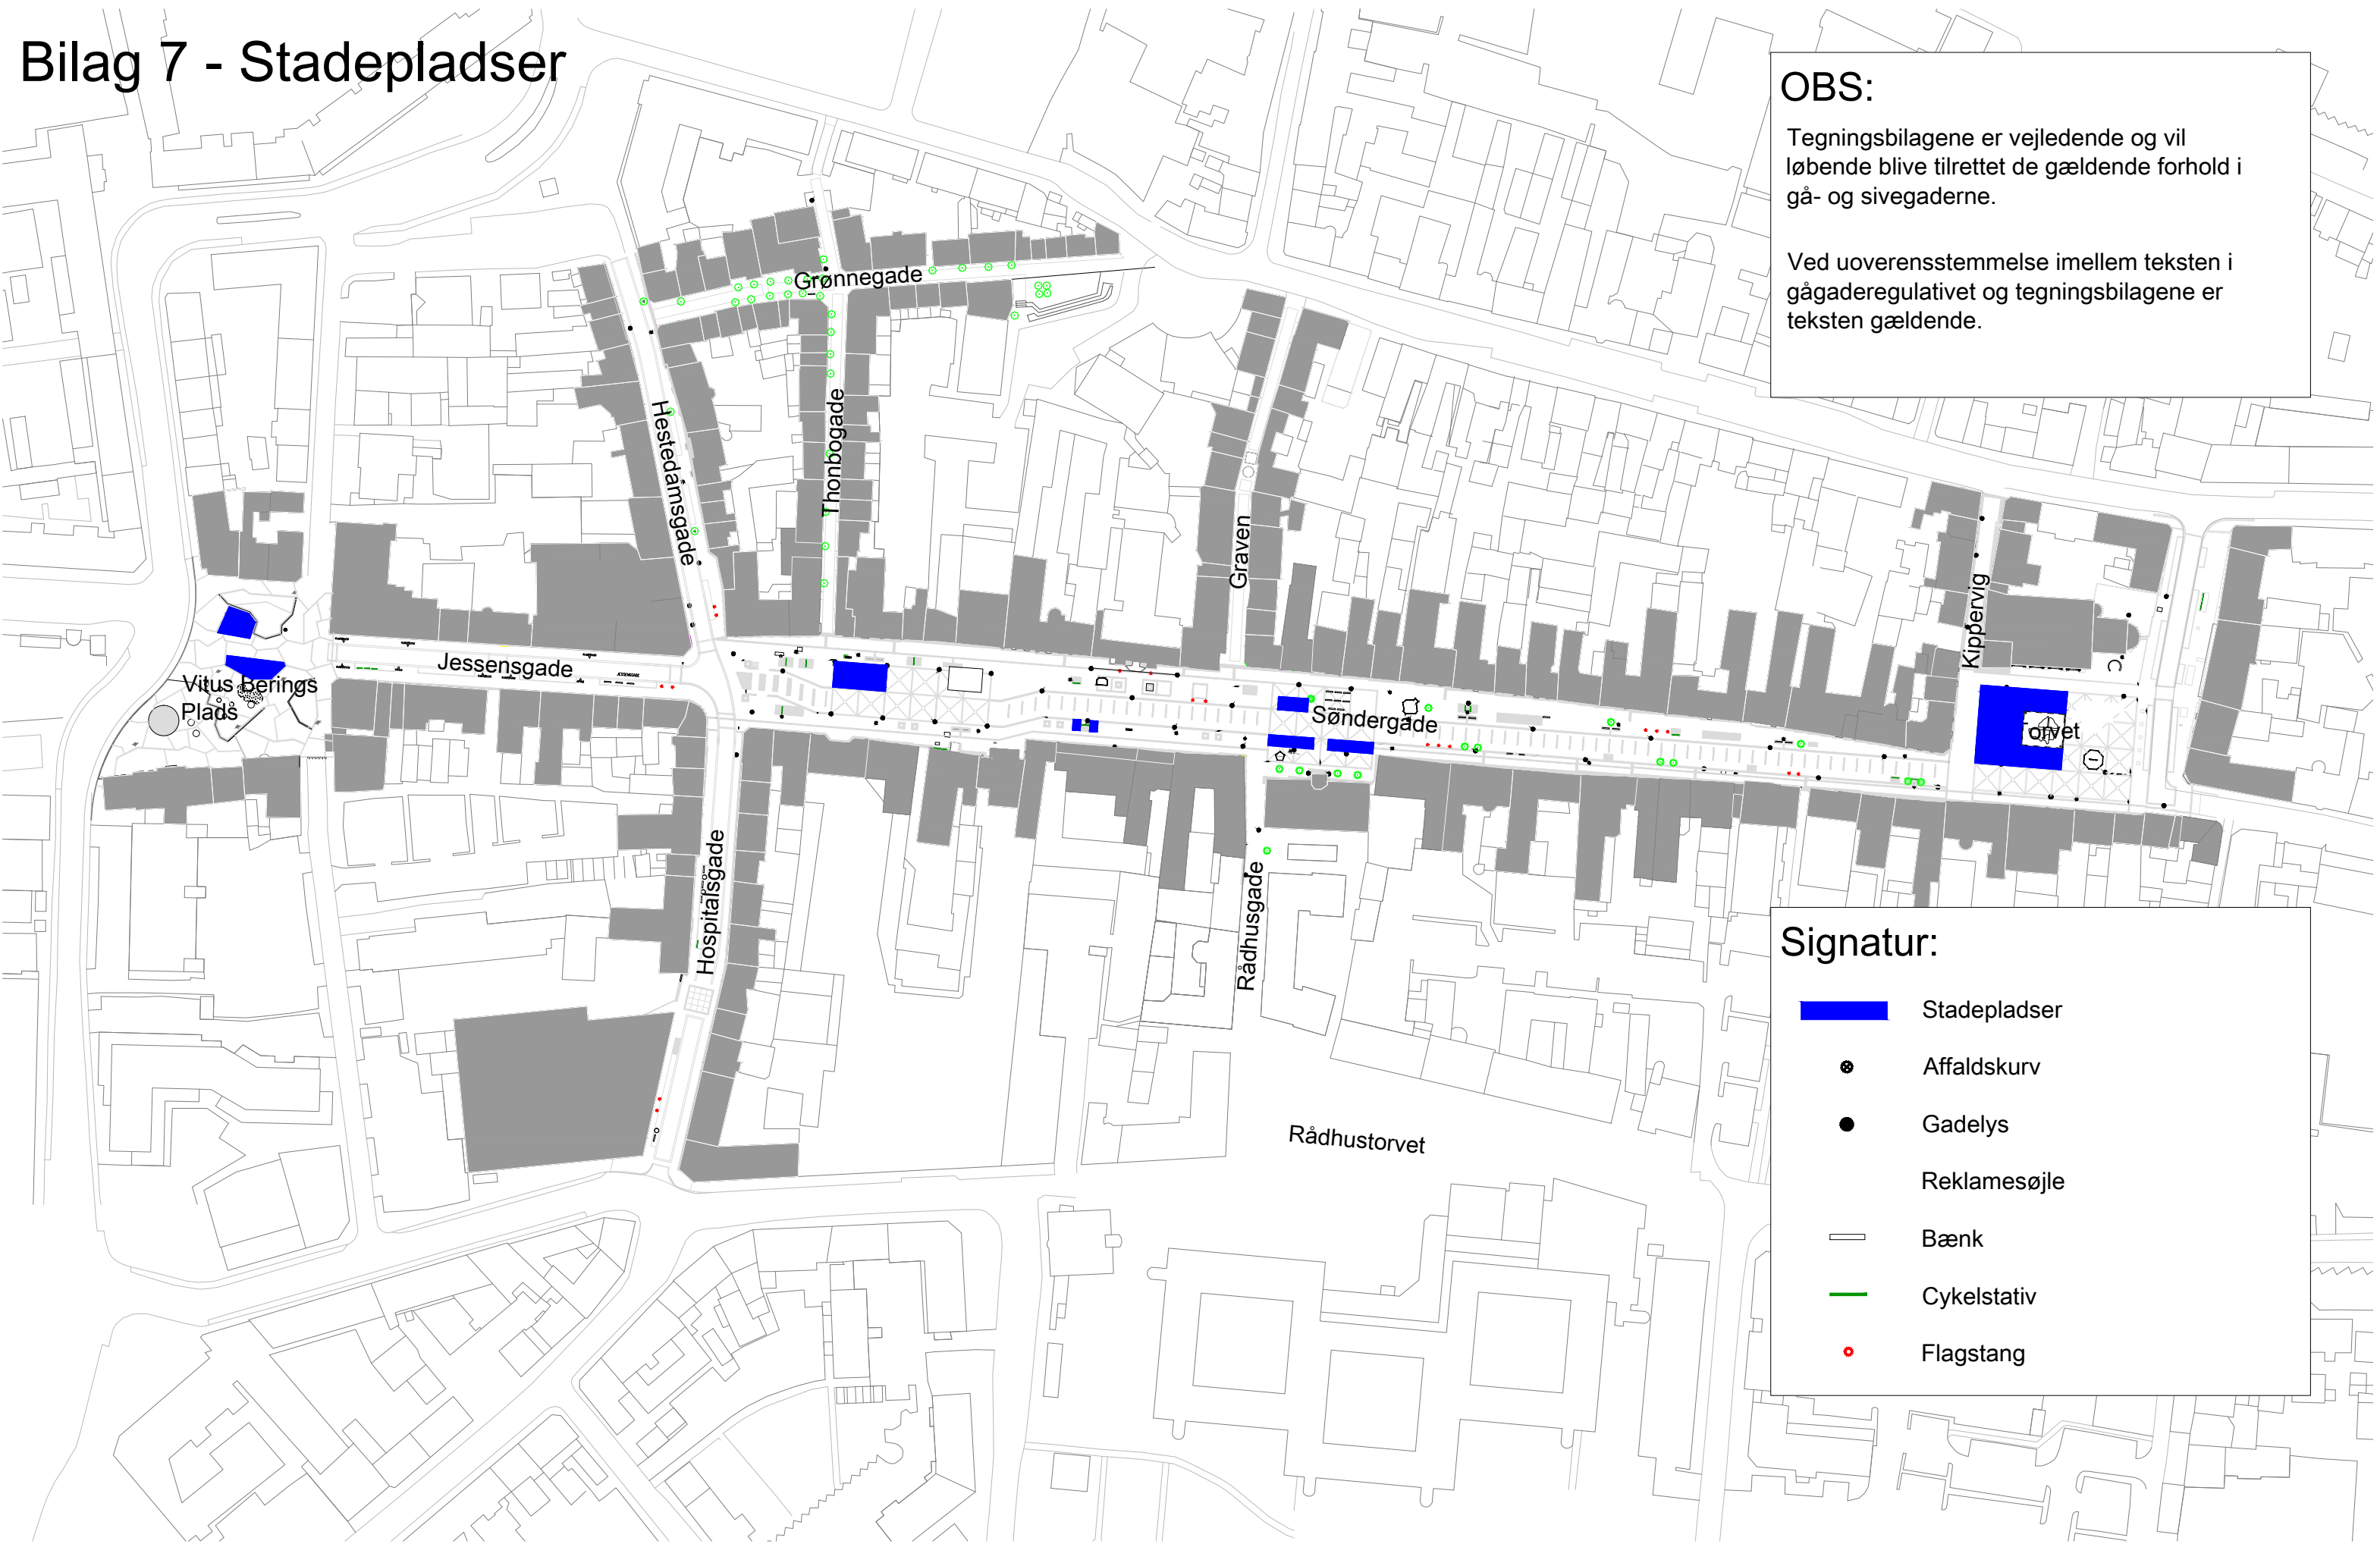 Bilag 7 - Stadepladser
OBS:
Tegningsbilagene er vejledende og vil
løbende blive tilrettet de gældende forhold i
gå- og sivegaderne.
Ved uoverensstemmelse imellem teksten i
gågaderegulativet og tegningsbilagene er
teksten gældende.
Grønnegade
Hestedamsgade
Thonbogade
Graven
Kippervig
Jessensgade
Vitus Berings
Plads
Søndergade
Torvet
Hospitalsgade
Rådhusgade
Rådhustorvet
Signatur:
Stadepladser
Affaldskurv
Gadelys
Reklamesøjle
Bænk
Cykelstativ
Flagstang